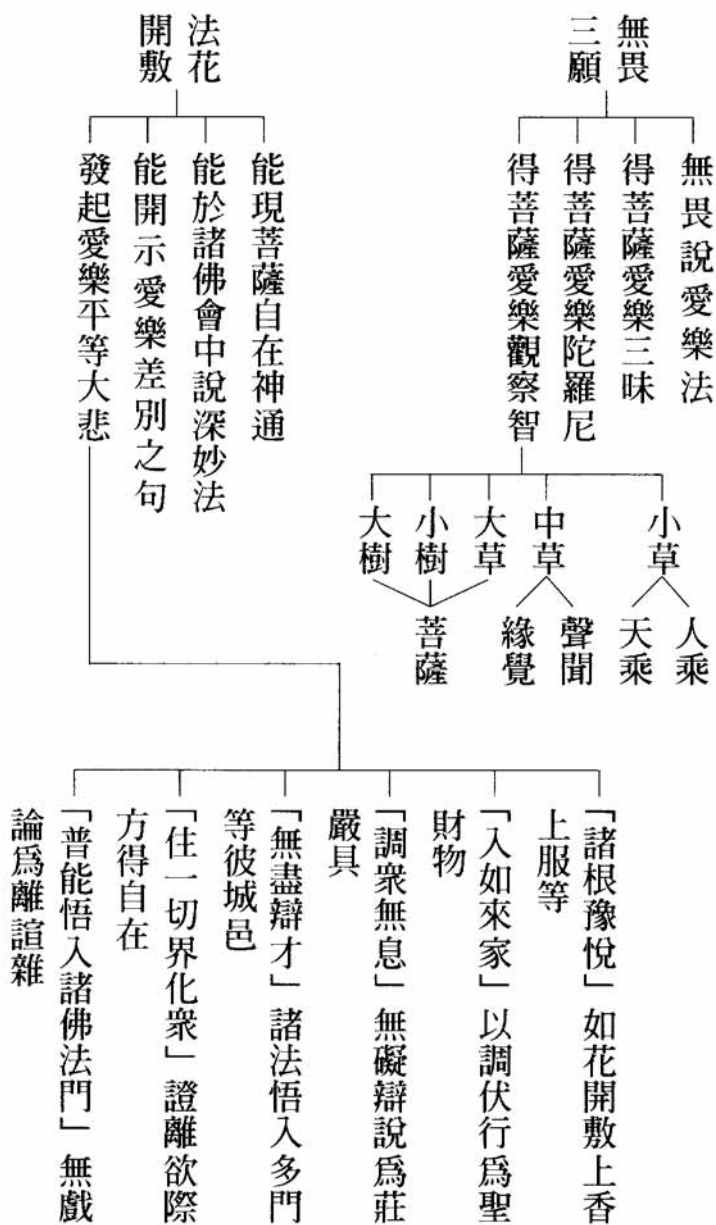 無畏
三願
無畏說愛樂法
得菩薩愛樂三昧
得菩薩愛樂陀羅尼
得菩薩愛樂觀察智
小草
人乘
天乘
中草
聲聞
緣覺
大草
小樹
大樹
菩薩
法花
開敷
能現菩薩自在神通
能於諸佛會中說深妙法
能開示愛樂差別之句
發起愛樂平等大悲
「諸根豫悅」如花開敷上香
上服等
「入如來家」以調伏行爲聖
財物
「調衆無息」無礙辯說爲莊
嚴具
「無盡辯才」諸法悟入多門
等彼城邑
「住一切界化衆」證離欲際
方得自在
「普能悟入諸佛法門」無戲
論爲離諠雜